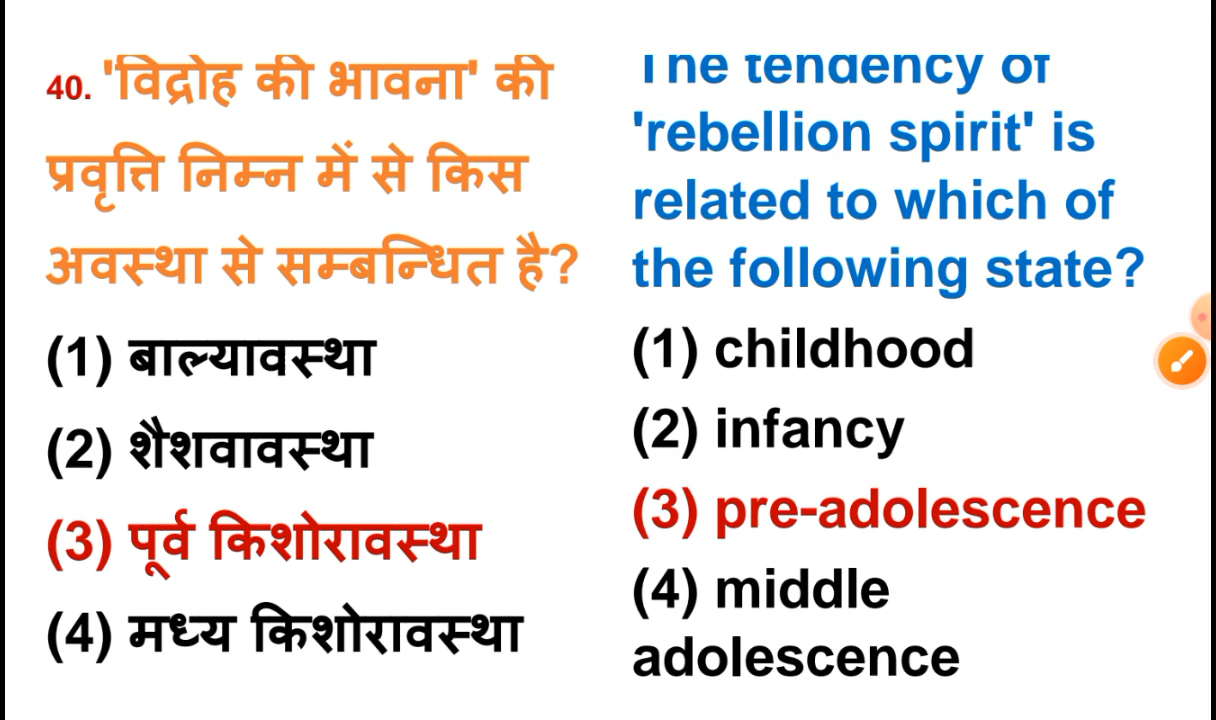 40. 'विद्रोह की भावना' की
प्रवृत्ति निम्न में से किस
अवस्था से सम्बन्धित है?
(1) बाल्यावस्था
(2) शैशवावस्था
(3) पूर्व किशोरावस्था
(4) मध्य किशोरावस्था
The tendency of
'rebellion spirit' is
related to which of
the following state?
(1) childhood
(2) infancy
(3) pre-adolescence
(4) middle
adolescence